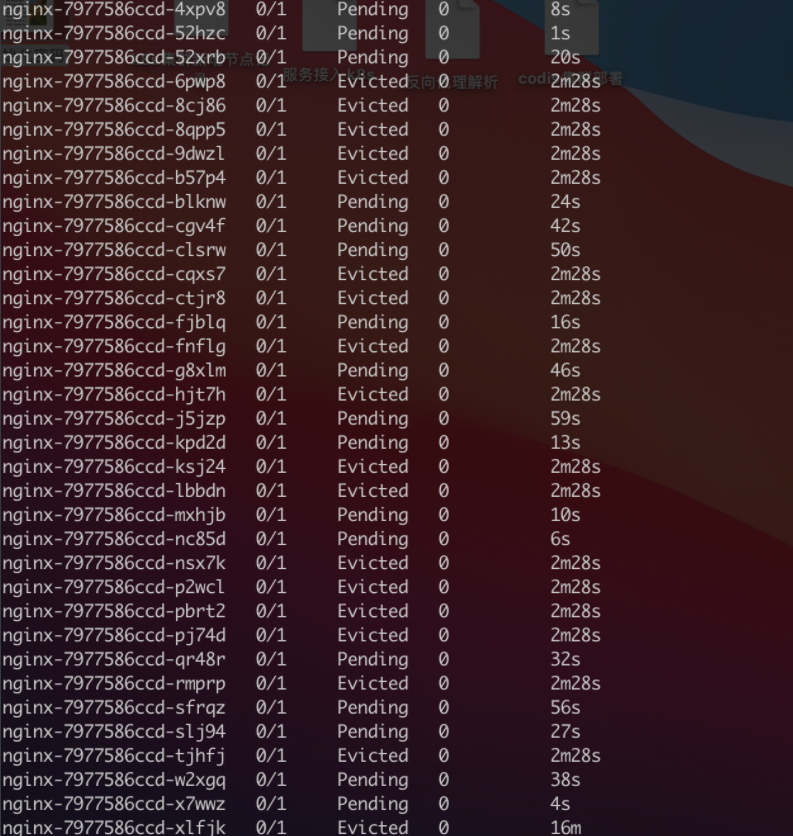 nginx-7977586ccd-4xpv8 0/1 Pending 0 8s
nginx-7977586ccd-52hzc 0/1 Pending 0 1s
nginx-7977586ccd-52xrb 0/1 Pending 0 20s
服务接入 k8s
nginx-7977586ccd-6pwp8 0/1 Evicted 0 2m28s
nginx-7977586ccd-8cj86 0/1 Evicted 0 2m28s
nginx-7977586ccd-8qpp5 0/1 Evicted 0 2m28s
nginx-7977586ccd-9dwzl 0/1 Evicted 0 2m28s
nginx-7977586ccd-b57p4 0/1 Evicted 0 2m28s
nginx-7977586ccd-blknw 0/1 Pending 0 24s
nginx-7977586ccd-cgv4f 0/1 Pending 0 42s
nginx-7977586ccd-clsrw 0/1 Pending 0 50s
nginx-7977586ccd-cqxs7 0/1 Evicted 0 2m28s
nginx-7977586ccd-ctjr8 0/1 Evicted 0 2m28s
nginx-7977586ccd-fjblq 0/1 Pending 0 16s
nginx-7977586ccd-fnflg 0/1 Evicted 0 2m28s
nginx-7977586ccd-g8xlm 0/1 Pending 0 46s
nginx-7977586ccd-hjt7h 0/1 Evicted 0 2m28s
nginx-7977586ccd-j5jzp 0/1 Pending 0 59s
nginx-7977586ccd-kpd2d 0/1 Pending 0 13s
nginx-7977586ccd-ksj24 0/1 Evicted 0 2m28s
nginx-7977586ccd-lbbdn 0/1 Evicted 0 2m28s
nginx-7977586ccd-mxhjb 0/1 Pending 0 10s
nginx-7977586ccd-nc85d 0/1 Pending 0 6s
nginx-7977586ccd-nsx7k 0/1 Evicted 0 2m28s
nginx-7977586ccd-p2wcl 0/1 Evicted 0 2m28s
nginx-7977586ccd-pbrt2 0/1 Evicted 0 2m28s
nginx-7977586ccd-pj74d 0/1 Evicted 0 2m28s
nginx-7977586ccd-qr48r 0/1 Pending 0 32s
nginx-7977586ccd-rmprp 0/1 Evicted 0 2m28s
nginx-7977586ccd-sfrqz 0/1 Pending 0 56s
nginx-7977586ccd-slj94 0/1 Pending 0 27s
nginx-7977586ccd-tjhfj 0/1 Evicted 0 2m28s
nginx-7977586ccd-w2xgq 0/1 Pending 0 38s
nginx-7977586ccd-x7wwz 0/1 Pending 0 4s
nginx-7977586ccd-xlfjk 0/1 Evicted 0 16m